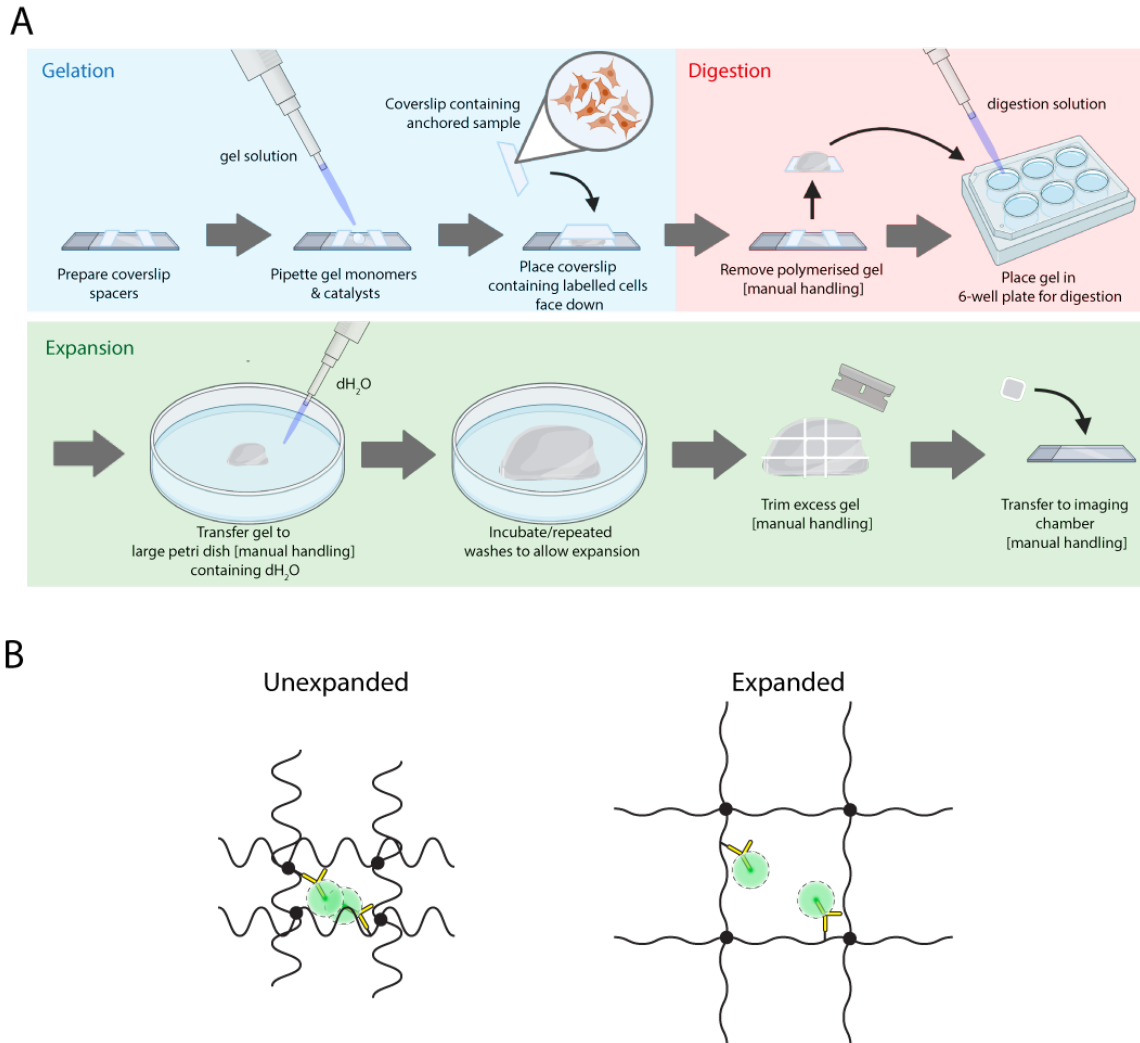 A
Gelation
gel solution
Coverslip containing
anchored sample
Prepare coverslip
spacers
Pipette gel monomers
& catalysts
Place coverslip
containing labelled cells
face down
Digestion
digestion solution
Remove polymerised gel
[manual handling]
Place gel in
6-well plate for digestion
Expansion
dH₂O
Transfer gel to
large petri dish [manual handling]
containing dH₂O
Incubate/repeated
washes to allow expansion
Trim excess gel
[manual handling]
Transfer to imaging
chamber
[manual handling]
B
Unexpanded
Expanded